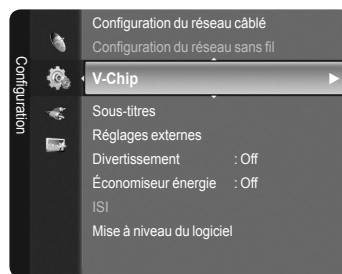 Configuration
Configuration du réseau câblé
Configuration du réseau sans fil
V-Chip
Sous-titres
Réglages externes
Divertissement : Off
Économiseur énergie : Off
ISI
Mise à niveau du logiciel